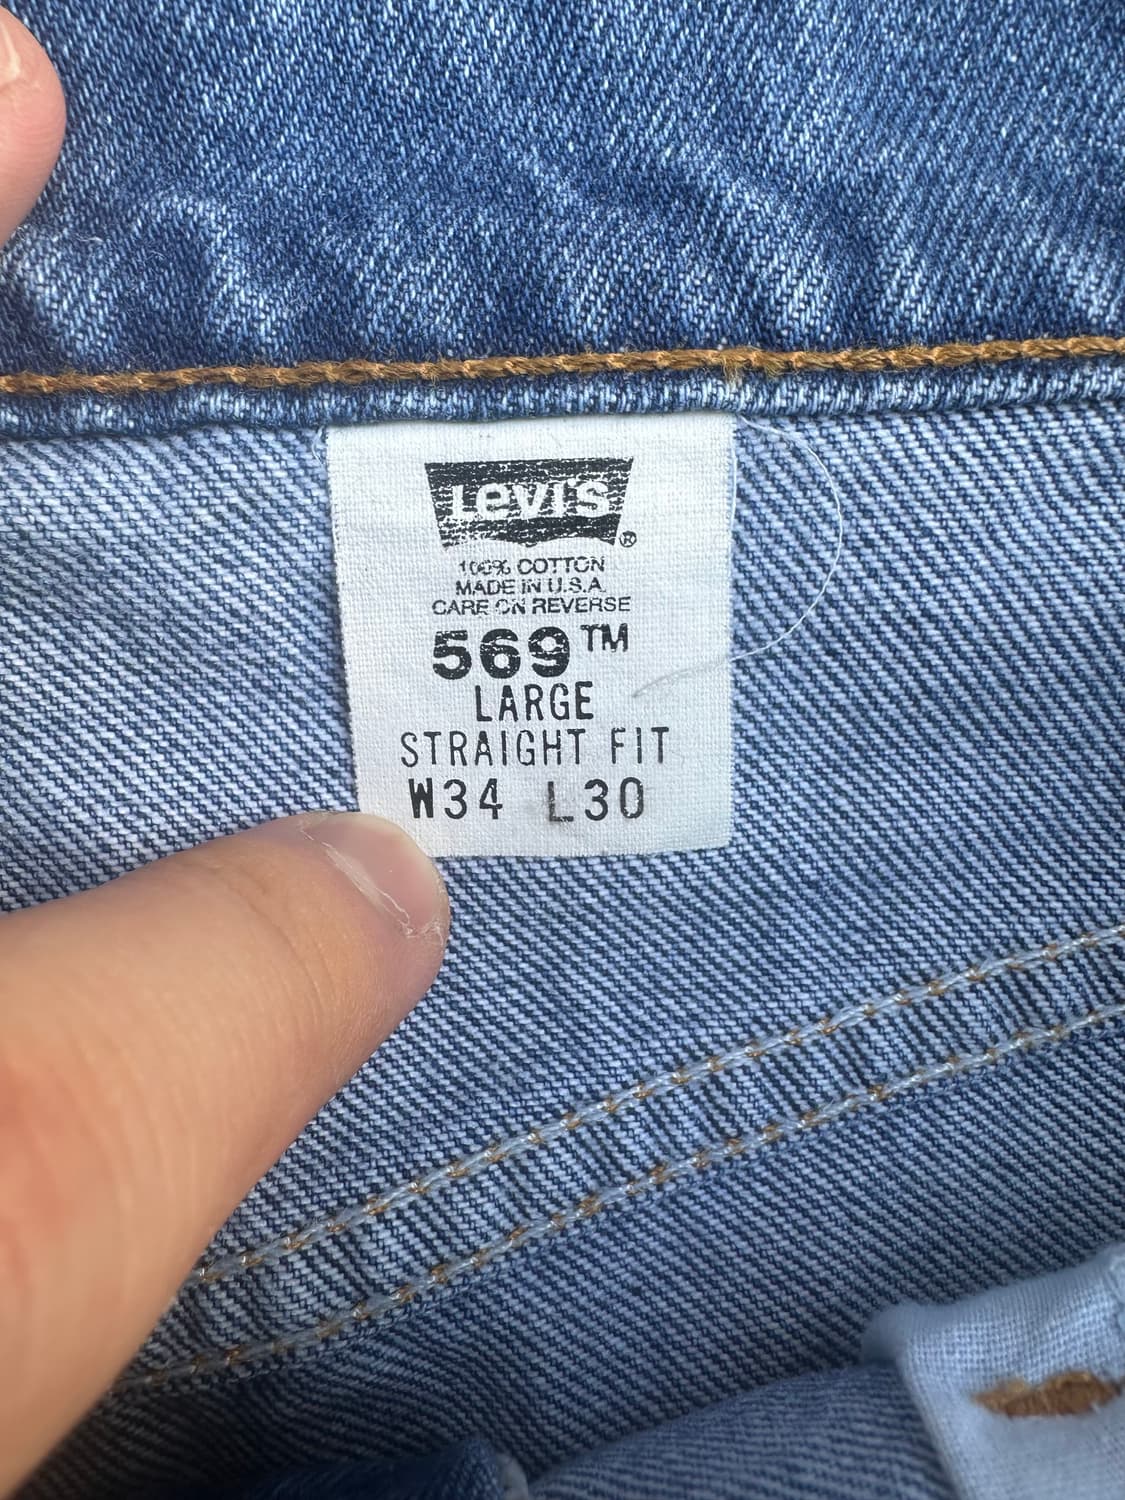 Levi's®
100% COTTON
MADE IN U.S.A.
CARE ON REVERSE
569™
LARGE
STRAIGHT FIT
W34 L30